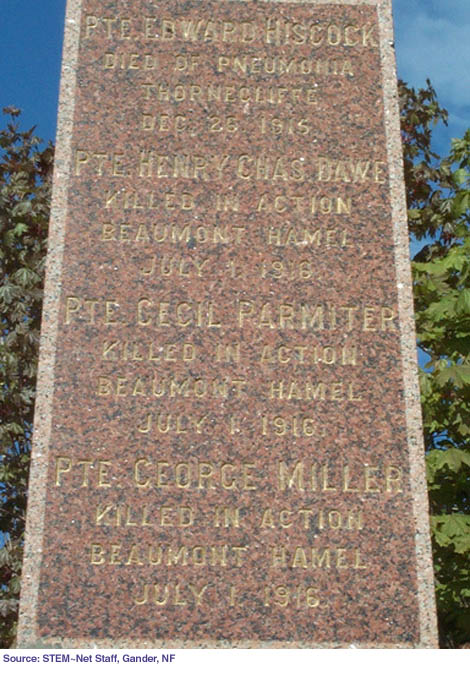 PTE. EDWARD HISCOCK
DIED OF PNEUMONIA
THORNECLIFFE
DEC. 25 1915
PTE. HENRY CHAS. DAWE
KILLED IN ACTION
BEAUMONT HAMEL
JULY 1. 1916.
PTE. CECIL PARMITER
KILLED IN ACTION
BEAUMONT HAMEL
JULY 1. 1916.
PTE. GEORGE MILLER
KILLED IN ACTION
BEAUMONT HAMEL
JULY 1. 1916.
Source: STEM~Net Staff, Gander, NF